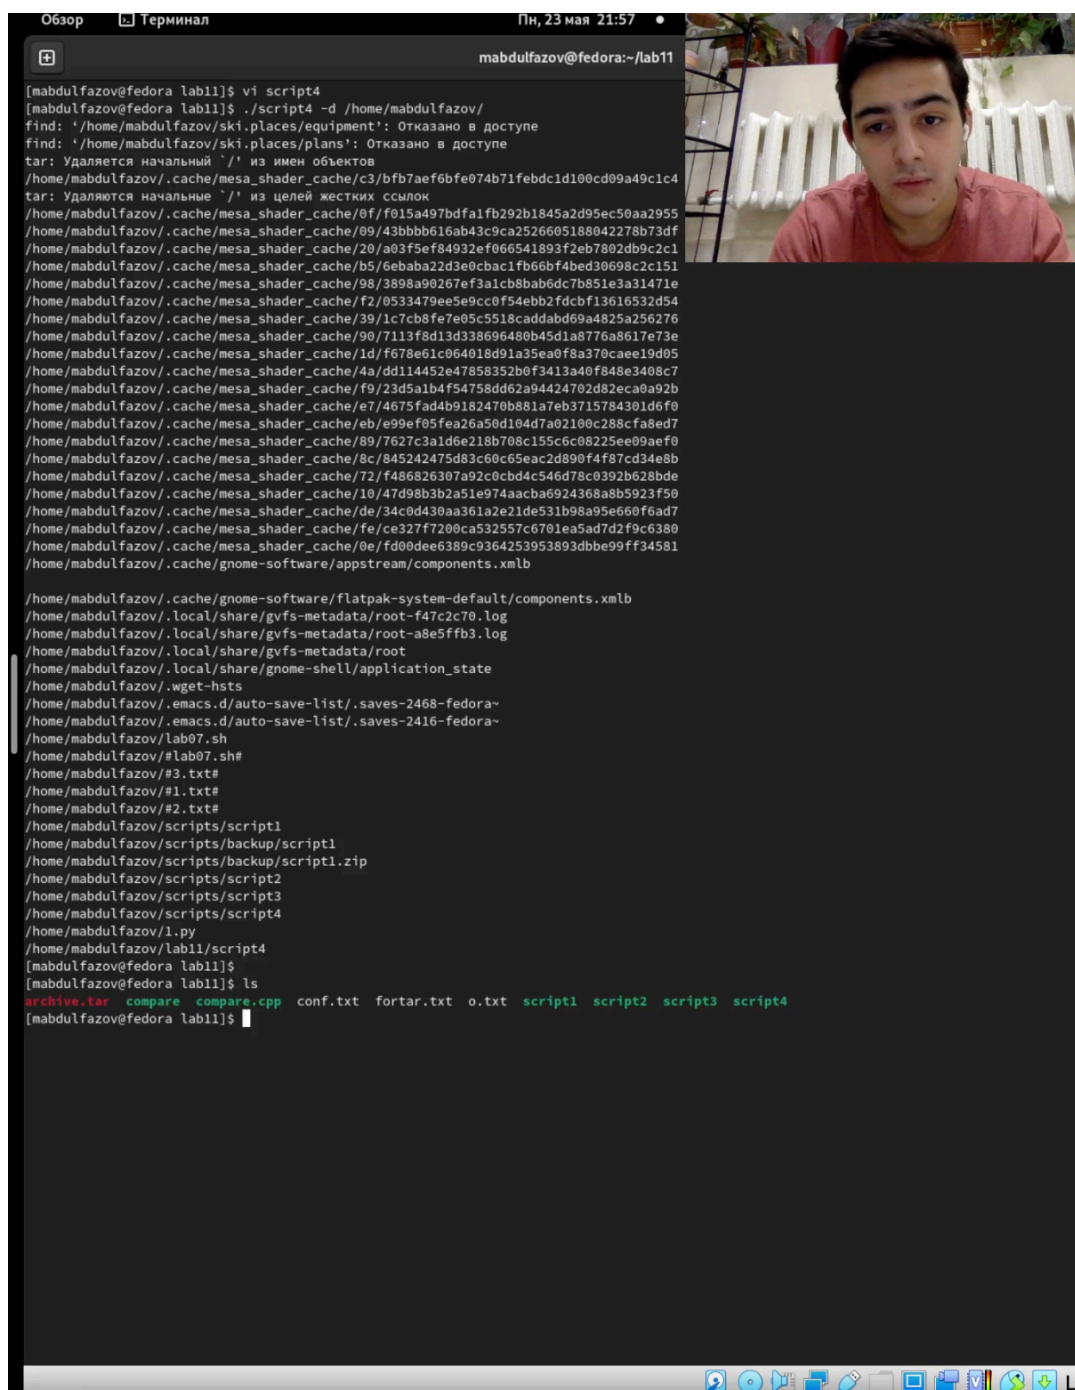 Обзор Терминал Пн, 23 мая 21:57
mabdulfazov@fedora:~/lab11
[mabdulfazov@fedora lab11]$ vi script4
[mabdulfazov@fedora lab11]$ ./script4 -d /home/mabdulfazov/
find: ‘/home/mabdulfazov/ski.places/equipment’: Отказано в доступе
find: ‘/home/mabdulfazov/ski.places/plans’: Отказано в доступе
tar: Удаляется начальный `/' из имен объектов
/home/mabdulfazov/.cache/mesa_shader_cache/c3/bfb7aef6bfe074b71febdc1d100cd09a49c1c4
tar: Удаляются начальные `/' из целей жестких ссылок
/home/mabdulfazov/.cache/mesa_shader_cache/0f/f015a497bdfa1fb292b1845a2d95ec50aa2955
/home/mabdulfazov/.cache/mesa_shader_cache/09/43bbbb616ab43c9ca2526605188042278b73df
/home/mabdulfazov/.cache/mesa_shader_cache/20/a03f5ef84932ef066541893f2eb7802db9c2c1
/home/mabdulfazov/.cache/mesa_shader_cache/b5/6ebaba22d3e0cbac1fb66bf4bed30698c2c151
/home/mabdulfazov/.cache/mesa_shader_cache/98/3898a90267ef3a1cb8bab6dc7b851e3a31471e
/home/mabdulfazov/.cache/mesa_shader_cache/f2/0533479ee5e9cc0f54ebb2fdcbf13616532d54
/home/mabdulfazov/.cache/mesa_shader_cache/39/1c7cb8fe7e05c5518caddabd69a4825a256276
/home/mabdulfazov/.cache/mesa_shader_cache/90/7113f8d13d338696480b45d1a8776a8617e73e
/home/mabdulfazov/.cache/mesa_shader_cache/1d/f678e61c064018d91a35ea0f8a370caee19d05
/home/mabdulfazov/.cache/mesa_shader_cache/4a/dd114452e47858352b0f3413a40f848e3408c7
/home/mabdulfazov/.cache/mesa_shader_cache/f9/23d5a1b4f54758dd62a94424702d82eca0a92b
/home/mabdulfazov/.cache/mesa_shader_cache/e7/4675fad4b9182470b881a7eb3715784301d6f0
/home/mabdulfazov/.cache/mesa_shader_cache/eb/e99ef05fea26a50d104d7a02100c288cfa8ed7
/home/mabdulfazov/.cache/mesa_shader_cache/89/7627c3a1d6e218b708c155c6c08225ee09aef0
/home/mabdulfazov/.cache/mesa_shader_cache/8c/845242475d83c60c65eac2d890f4f87cd34e8b
/home/mabdulfazov/.cache/mesa_shader_cache/72/f486826307a92c0cbd4c546d78c0392b628bde
/home/mabdulfazov/.cache/mesa_shader_cache/10/47d98b3b2a51e974aacba6924368a8b5923f50
/home/mabdulfazov/.cache/mesa_shader_cache/de/34c0d430aa361a2e21de531b98a95e660f6ad7
/home/mabdulfazov/.cache/mesa_shader_cache/fe/ce327f7200ca532557c6701ea5ad7d2f9c6380
/home/mabdulfazov/.cache/mesa_shader_cache/0e/fd00dee6389c9364253953893dbbe99ff34581
/home/mabdulfazov/.cache/gnome-software/appstream/components.xmlb
/home/mabdulfazov/.cache/gnome-software/flatpak-system-default/components.xmlb
/home/mabdulfazov/.local/share/gvfs-metadata/root-f47c2c70.log
/home/mabdulfazov/.local/share/gvfs-metadata/root-a8e5ffb3.log
/home/mabdulfazov/.local/share/gvfs-metadata/root
/home/mabdulfazov/.local/share/gnome-shell/application_state
/home/mabdulfazov/.wget-hsts
/home/mabdulfazov/.emacs.d/auto-save-list/.saves-2468-fedora~
/home/mabdulfazov/.emacs.d/auto-save-list/.saves-2416-fedora~
/home/mabdulfazov/lab07.sh
/home/mabdulfazov/#lab07.sh#
/home/mabdulfazov/#3.txt#
/home/mabdulfazov/#1.txt#
/home/mabdulfazov/#2.txt#
/home/mabdulfazov/scripts/script1
/home/mabdulfazov/scripts/backup/script1
/home/mabdulfazov/scripts/backup/script1.zip
/home/mabdulfazov/scripts/script2
/home/mabdulfazov/scripts/script3
/home/mabdulfazov/scripts/script4
/home/mabdulfazov/1.py
/home/mabdulfazov/lab11/script4
[mabdulfazov@fedora lab11]$
[mabdulfazov@fedora lab11]$ ls
archive.tar compare compare.cpp conf.txt fortar.txt o.txt script1 script2 script3 script4
[mabdulfazov@fedora lab11]$